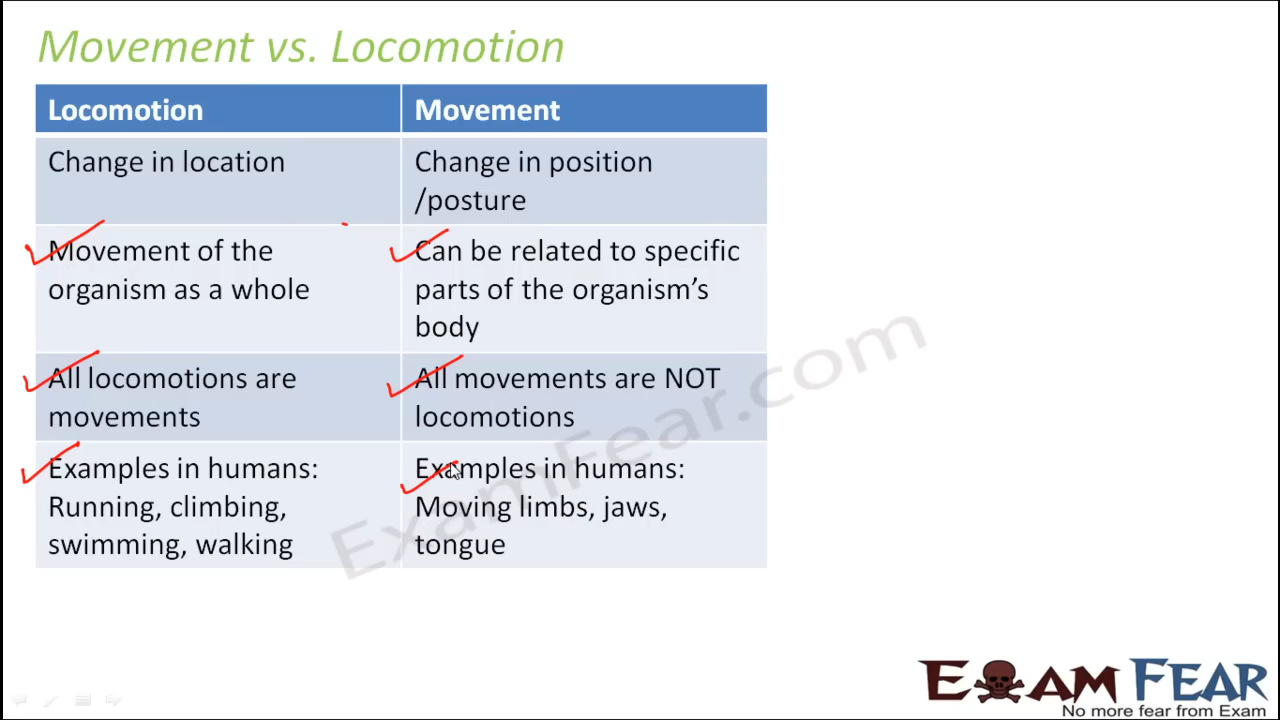 Movement vs. Locomotion
Locomotion
Movement
Change in location
Change in position
/posture
Movement of the
organism as a whole
Can be related to specific
parts of the organism’s
body
All locomotions are
movements
All movements are NOT
locomotions
Examples in humans:
Running, climbing,
swimming, walking
Examples in humans:
Moving limbs, jaws,
tongue
ExamFear.com
EXAM FEAR
No more fear from Exam